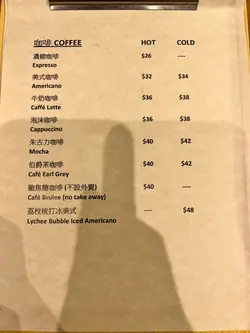 咖啡 COFFEE HOT COLD
濃縮咖啡 $26 ----
Expresso
美式咖啡 $32 $34
Americano
牛奶咖啡 $36 $38
Caffé Latte
泡沫咖啡 $36 $38
Cappuccino
朱古力咖啡 $40 $42
Mocha
伯爵茶咖啡 $40 $42
Café Earl Grey
脆焦糖咖啡 (不設外賣) $40 ----
Café Brulee (no take away)
荔枝梳打冰美式 ---- $48
Lychee Bubble Iced Americano